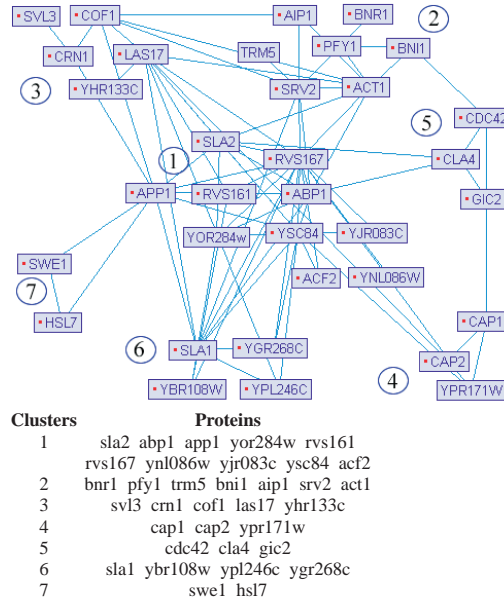 SVL3 COF1 AIP1 BNR1
2
CRN1 LAS17 TRM5 PFY1 BNI1
3 YHR133C SRV2 ACT1
5 CDC42
SLA2
1 RVS167 CLA4
APP1 RVS161 ABP1 GIC2
YOR284w YSC84 YJR083C
SWE1 ACF2 YNL086W
7
HSL7 CAP1
6 SLA1 YGR268C
4 CAP2
YBR108W YPL246C YPR171W
Clusters Proteins
1 sla2 abp1 app1 yor284w rvs161
rvs167 ynl086w yjr083c ysc84 acf2
2 bnr1 pfy1 trm5 bni1 aip1 srv2 act1
3 svl3 crn1 cof1 las17 yhr133c
4 cap1 cap2 ypr171w
5 cdc42 cla4 gic2
6 sla1 ybr108w ypl246c ygr268c
7 swe1 hsl7